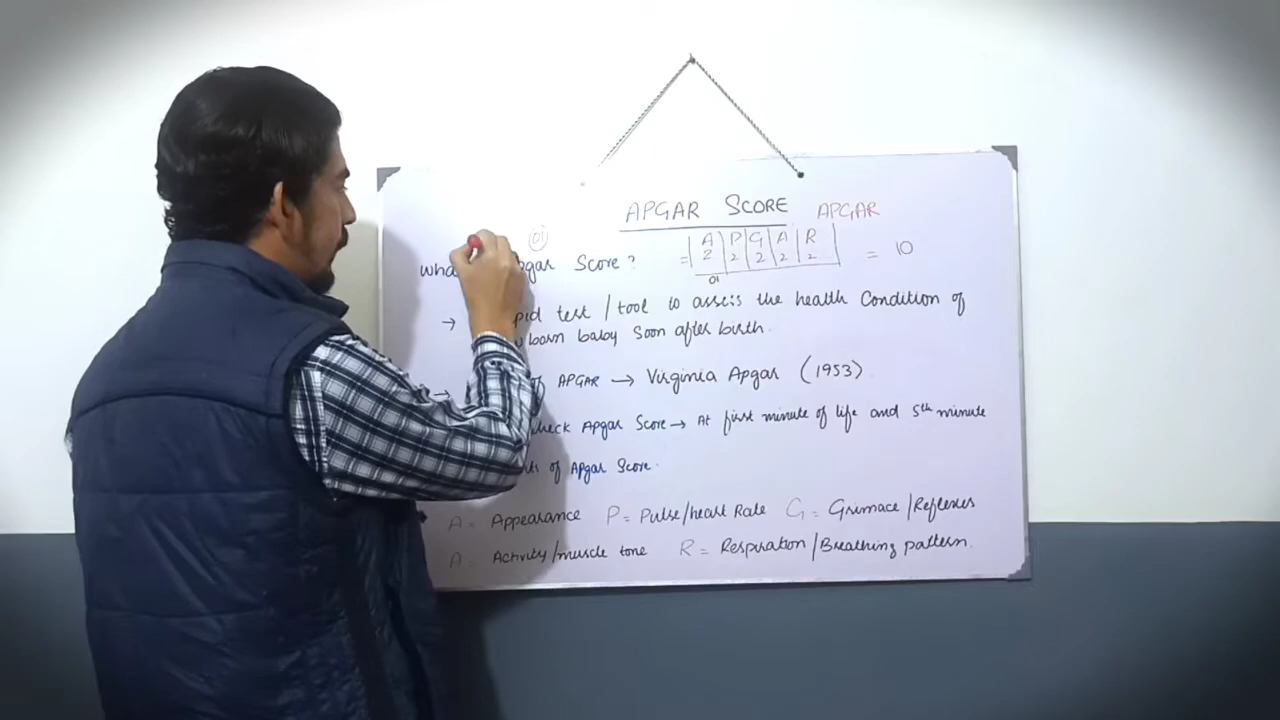 APGAR SCORE APGAR
01
Apgar Score? = A P G A R = 10
2 2 2 2 2
01
→ test / tool to assess the health Condition of
born baby Soon after birth.
of APGAR → Virginia Apgar (1953)
Apgar Score → At first minute of life and 5th minute
of Apgar Score.
A = Appearance P = Pulse/heart Rate G = Grimace/Reflexes
A = Activity/muscle tone R = Respiration/Breathing pattern.